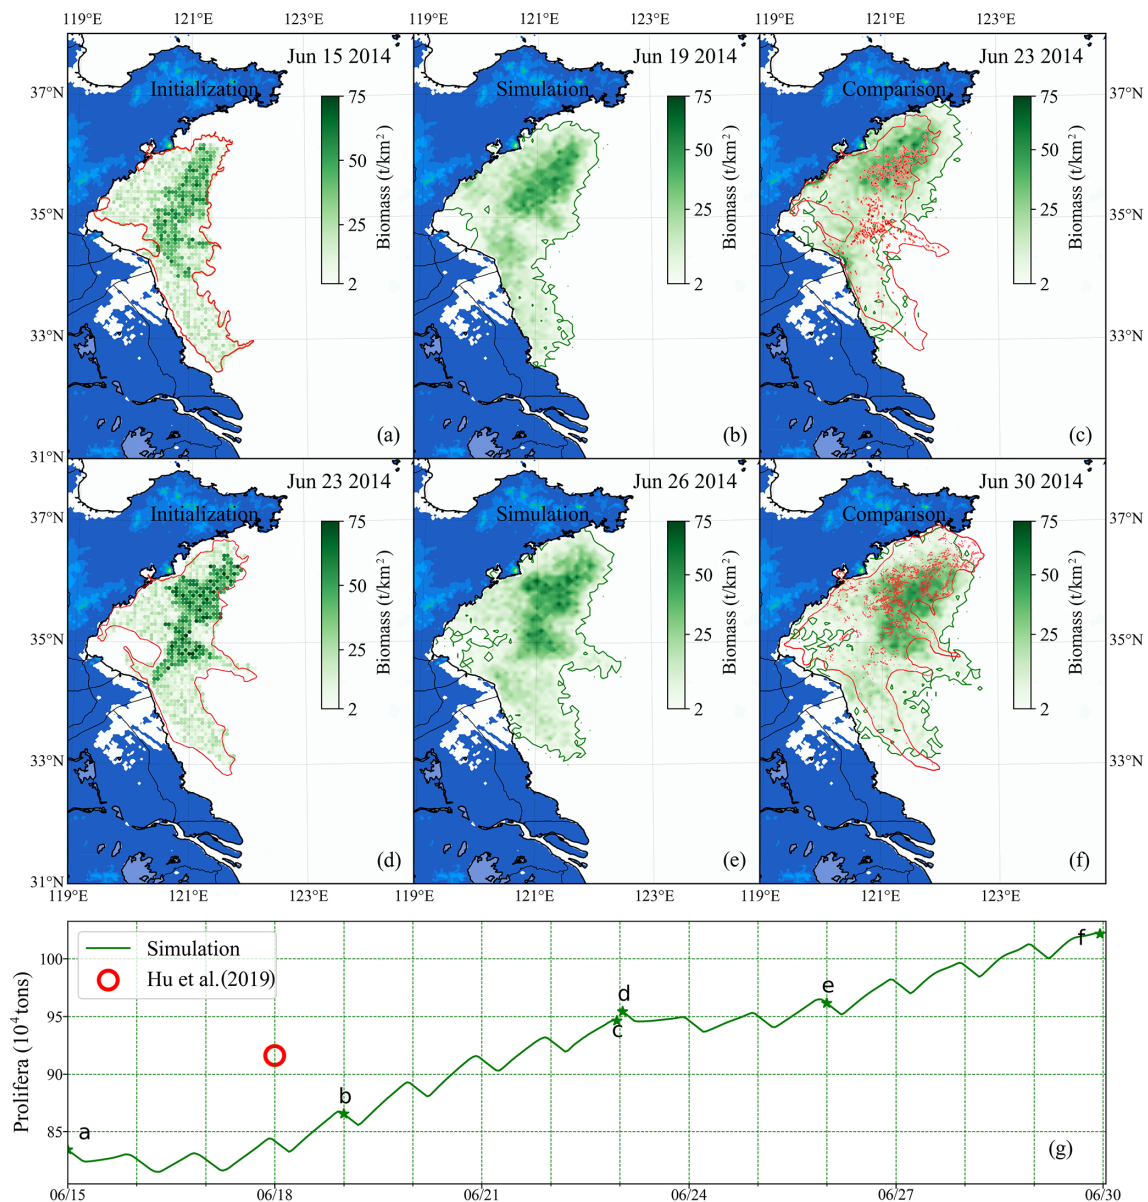 119°E 121°E 123°E 119°E 121°E 123°E 119°E 121°E 123°E
Jun 15 2014 Jun 19 2014 Jun 23 2014
Initialization Simulation Comparison
37°N 37°N
75 75 75
50 50 50
Biomass (t/km²) Biomass (t/km²) Biomass (t/km²)
35°N 35°N
25 25 25
2 2 2
33°N 33°N
(a) (b) (c)
31°N
Jun 23 2014 Jun 26 2014 Jun 30 2014
Initialization Simulation Comparison
37°N 37°N
75 75 75
50 50 50
Biomass (t/km²) Biomass (t/km²) Biomass (t/km²)
35°N 35°N
25 25 25
2 2 2
33°N 33°N
(d) (e) (f)
31°N
119°E 121°E 123°E 119°E 121°E 123°E 119°E 121°E 123°E
Simulation
Hu et al.(2019)
Prolifera (10⁴tons)
100
95
90
85
a
b
c
d
e
f
(g)
06/15 06/18 06/21 06/24 06/27 06/30